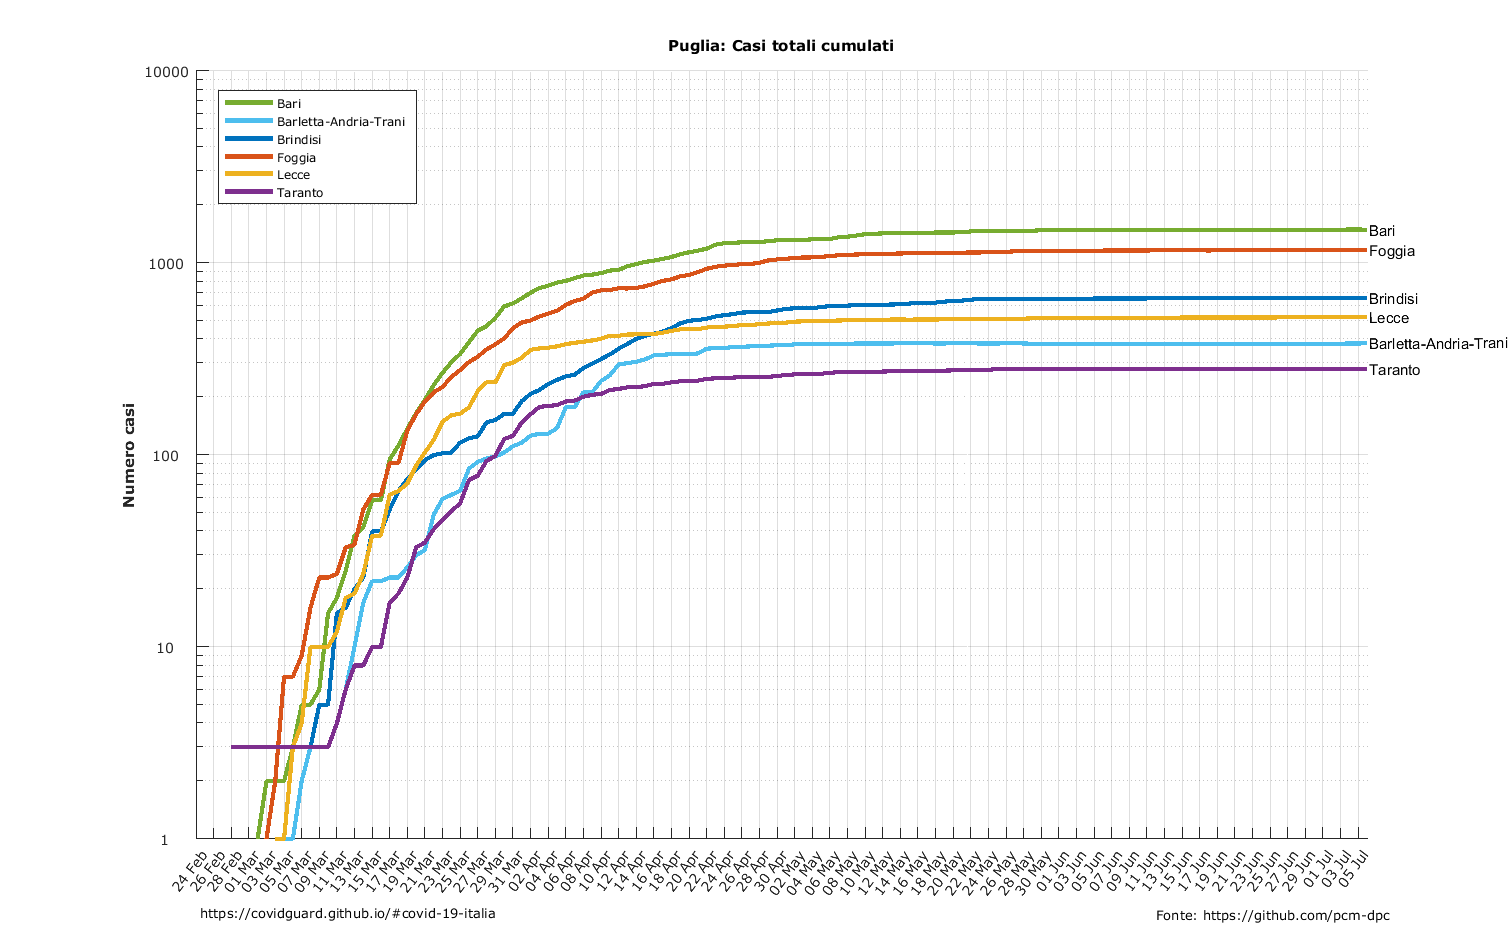 Puglia: Casi totali cumulati
10000
1000
100
10
1
Numero casi
Bari
Barletta-Andria-Trani
Brindisi
Foggia
Lecce
Taranto
Bari
Foggia
Brindisi
Lecce
Barletta-Andria-Trani
Taranto
24 Feb
26 Feb
28 Feb
01 Mar
03 Mar
05 Mar
07 Mar
09 Mar
11 Mar
13 Mar
15 Mar
17 Mar
19 Mar
21 Mar
23 Mar
25 Mar
27 Mar
29 Mar
31 Mar
02 Apr
04 Apr
06 Apr
08 Apr
10 Apr
12 Apr
14 Apr
16 Apr
18 Apr
20 Apr
22 Apr
24 Apr
26 Apr
28 Apr
30 Apr
02 May
04 May
06 May
08 May
10 May
12 May
14 May
16 May
18 May
20 May
22 May
24 May
26 May
28 May
30 May
01 Jun
03 Jun
05 Jun
07 Jun
09 Jun
11 Jun
13 Jun
15 Jun
17 Jun
19 Jun
21 Jun
23 Jun
25 Jun
27 Jun
29 Jun
01 Jul
03 Jul
05 Jul
https://covidguard.github.io/#covid-19-italia
Fonte: https://github.com/pcm-dpc